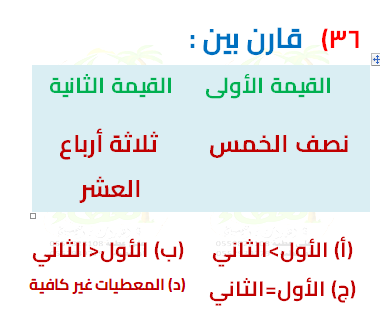 ٣٦) قارن بين :
القيمة الأولى القيمة الثانية
نصف الخمس ثلاثة أرباع
العشر
(أ) الأول>الثاني (ب) الأول<الثاني
(ج) الأول=الثاني (د) المعطيات غير كافية